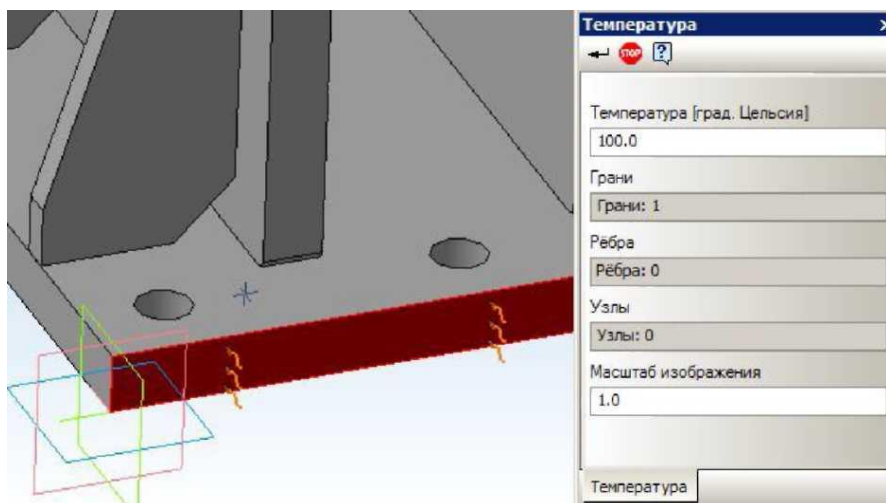 Температура
STOP
?
Температура [град. Цельсия]
100.0
Грани
Грани: 1
Рёбра
Рёбра: 0
Узлы
Узлы: 0
Масштаб изображения
1.0
Температура